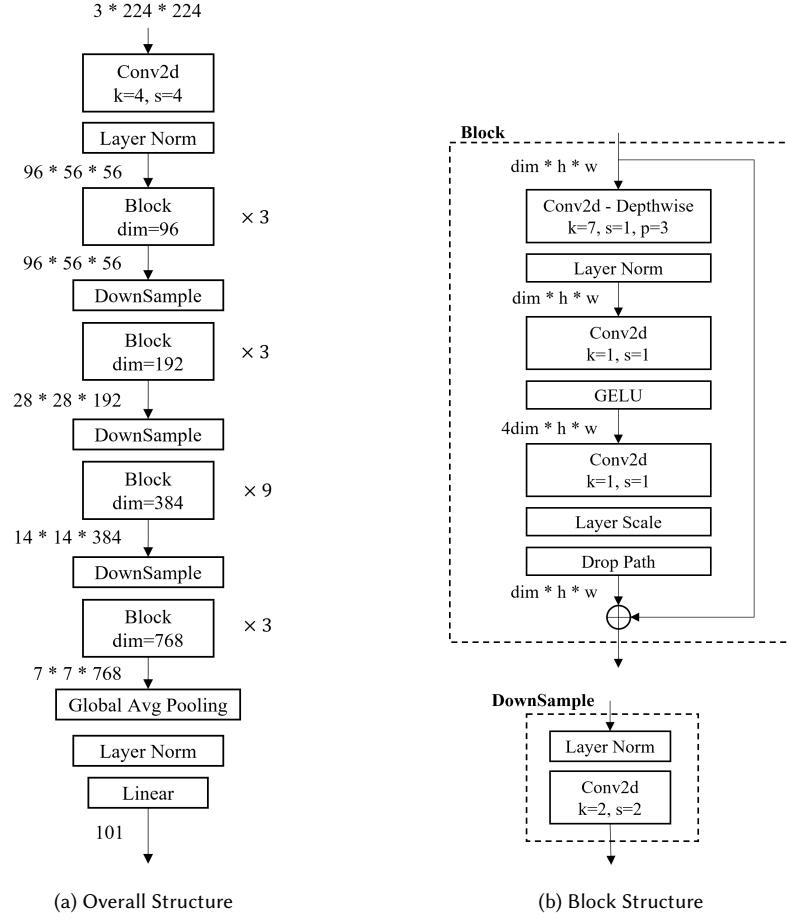 3 * 224 * 224
Conv2d
k=4, s=4
Layer Norm
96 * 56 * 56
Block
dim=96
× 3
96 * 56 * 56
DownSample
Block
dim=192
× 3
28 * 28 * 192
DownSample
Block
dim=384
× 9
14 * 14 * 384
DownSample
Block
dim=768
× 3
7 * 7 * 768
Global Avg Pooling
Layer Norm
Linear
101
(a) Overall Structure
Block
dim * h * w
Conv2d - Depthwise
k=7, s=1, p=3
Layer Norm
dim * h * w
Conv2d
k=1, s=1
GELU
4dim * h * w
Conv2d
k=1, s=1
Layer Scale
Drop Path
dim * h * w
DownSample
Layer Norm
Conv2d
k=2, s=2
(b) Block Structure